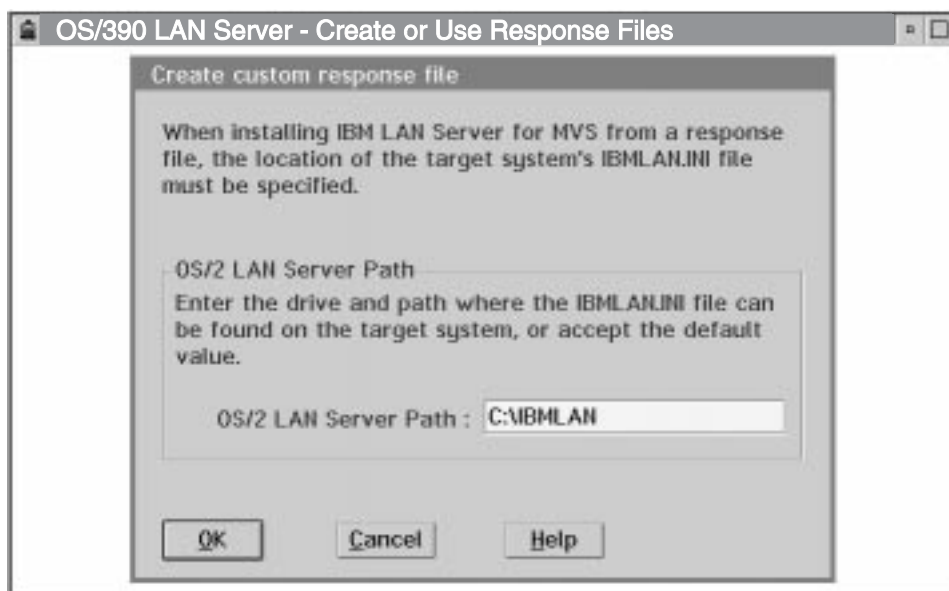 OS/390 LAN Server - Create or Use Response Files
Create custom response file
When installing IBM LAN Server for MVS from a response
file, the location of the target system's IBMLAN.INI file
must be specified.
OS/2 LAN Server Path
Enter the drive and path where the IBMLAN.INI file can
be found on the target system, or accept the default
value.
OS/2 LAN Server Path : C:\IBMLAN
OK Cancel Help